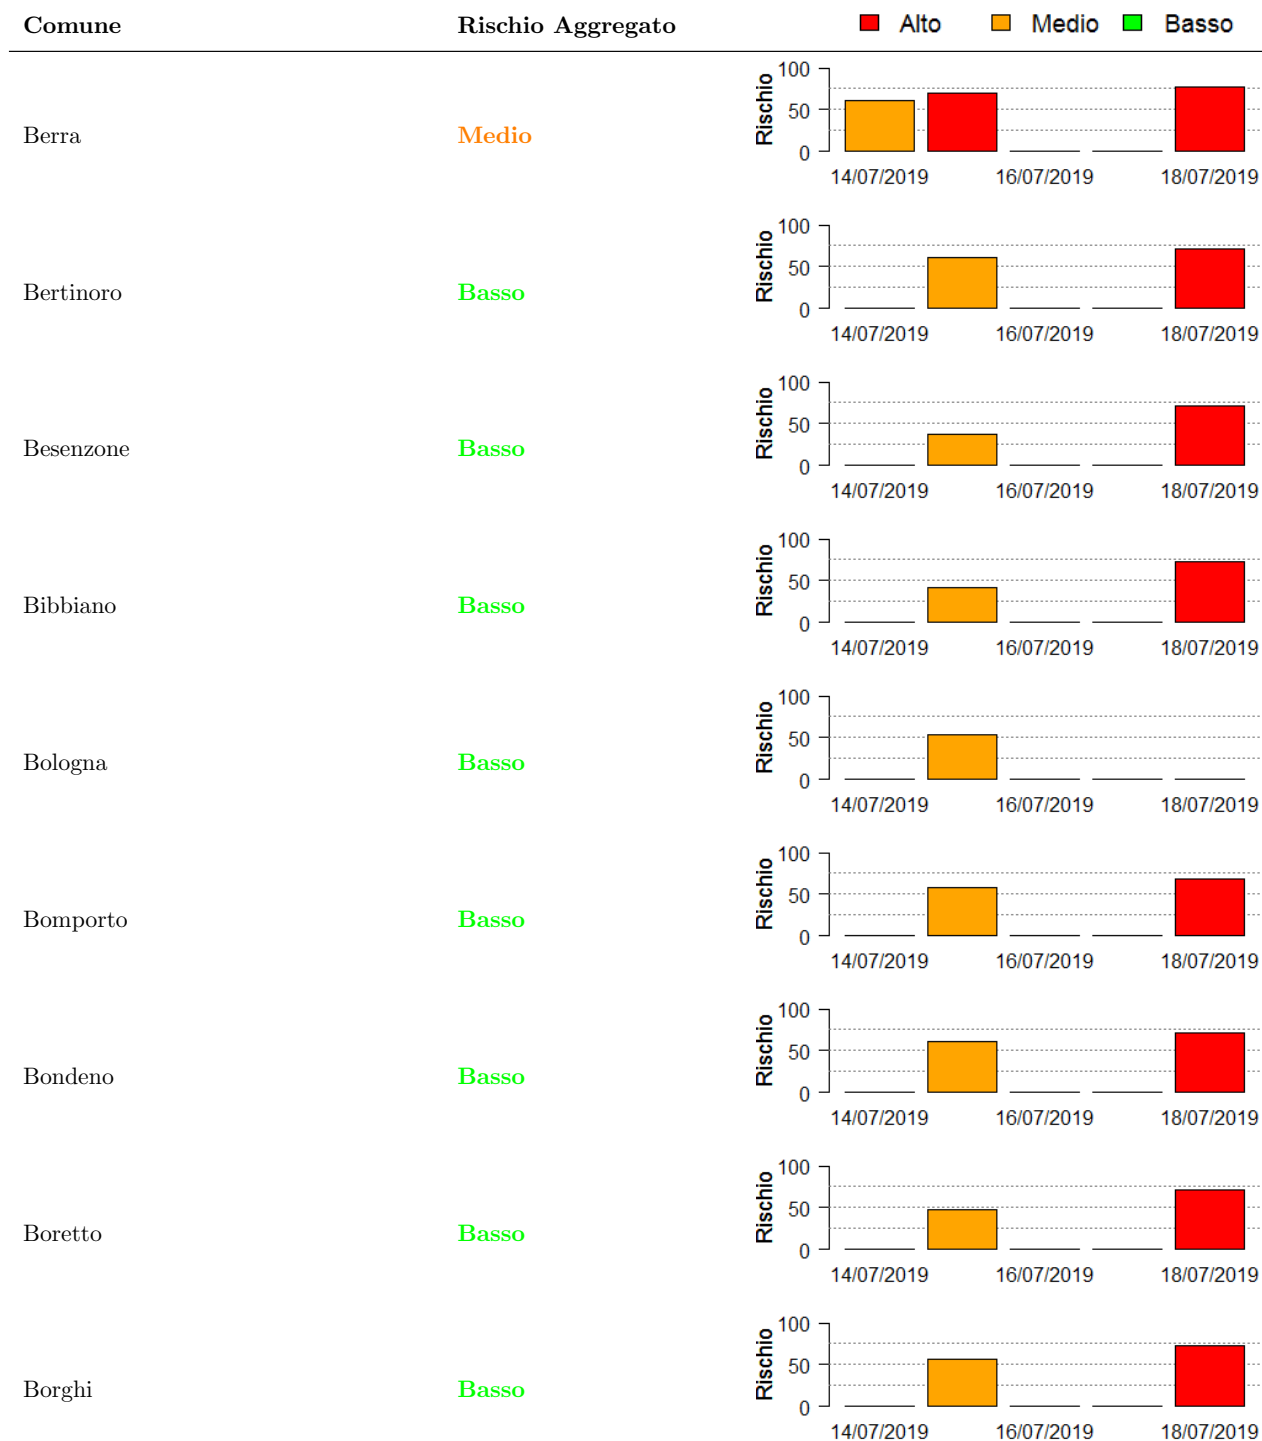 Comune Rischio Aggregato Alto Medio Basso
100
50
0
Rischio
Berra Medio
14/07/2019 16/07/2019 18/07/2019
100
50
0
Rischio
Bertinoro Basso
14/07/2019 16/07/2019 18/07/2019
100
50
0
Rischio
Besenzone Basso
14/07/2019 16/07/2019 18/07/2019
100
50
0
Rischio
Bibbiano Basso
14/07/2019 16/07/2019 18/07/2019
100
50
0
Rischio
Bologna Basso
14/07/2019 16/07/2019 18/07/2019
100
50
0
Rischio
Bomporto Basso
14/07/2019 16/07/2019 18/07/2019
100
50
0
Rischio
Bondeno Basso
14/07/2019 16/07/2019 18/07/2019
100
50
0
Rischio
Boretto Basso
14/07/2019 16/07/2019 18/07/2019
100
50
0
Rischio
Borghi Basso
14/07/2019 16/07/2019 18/07/2019